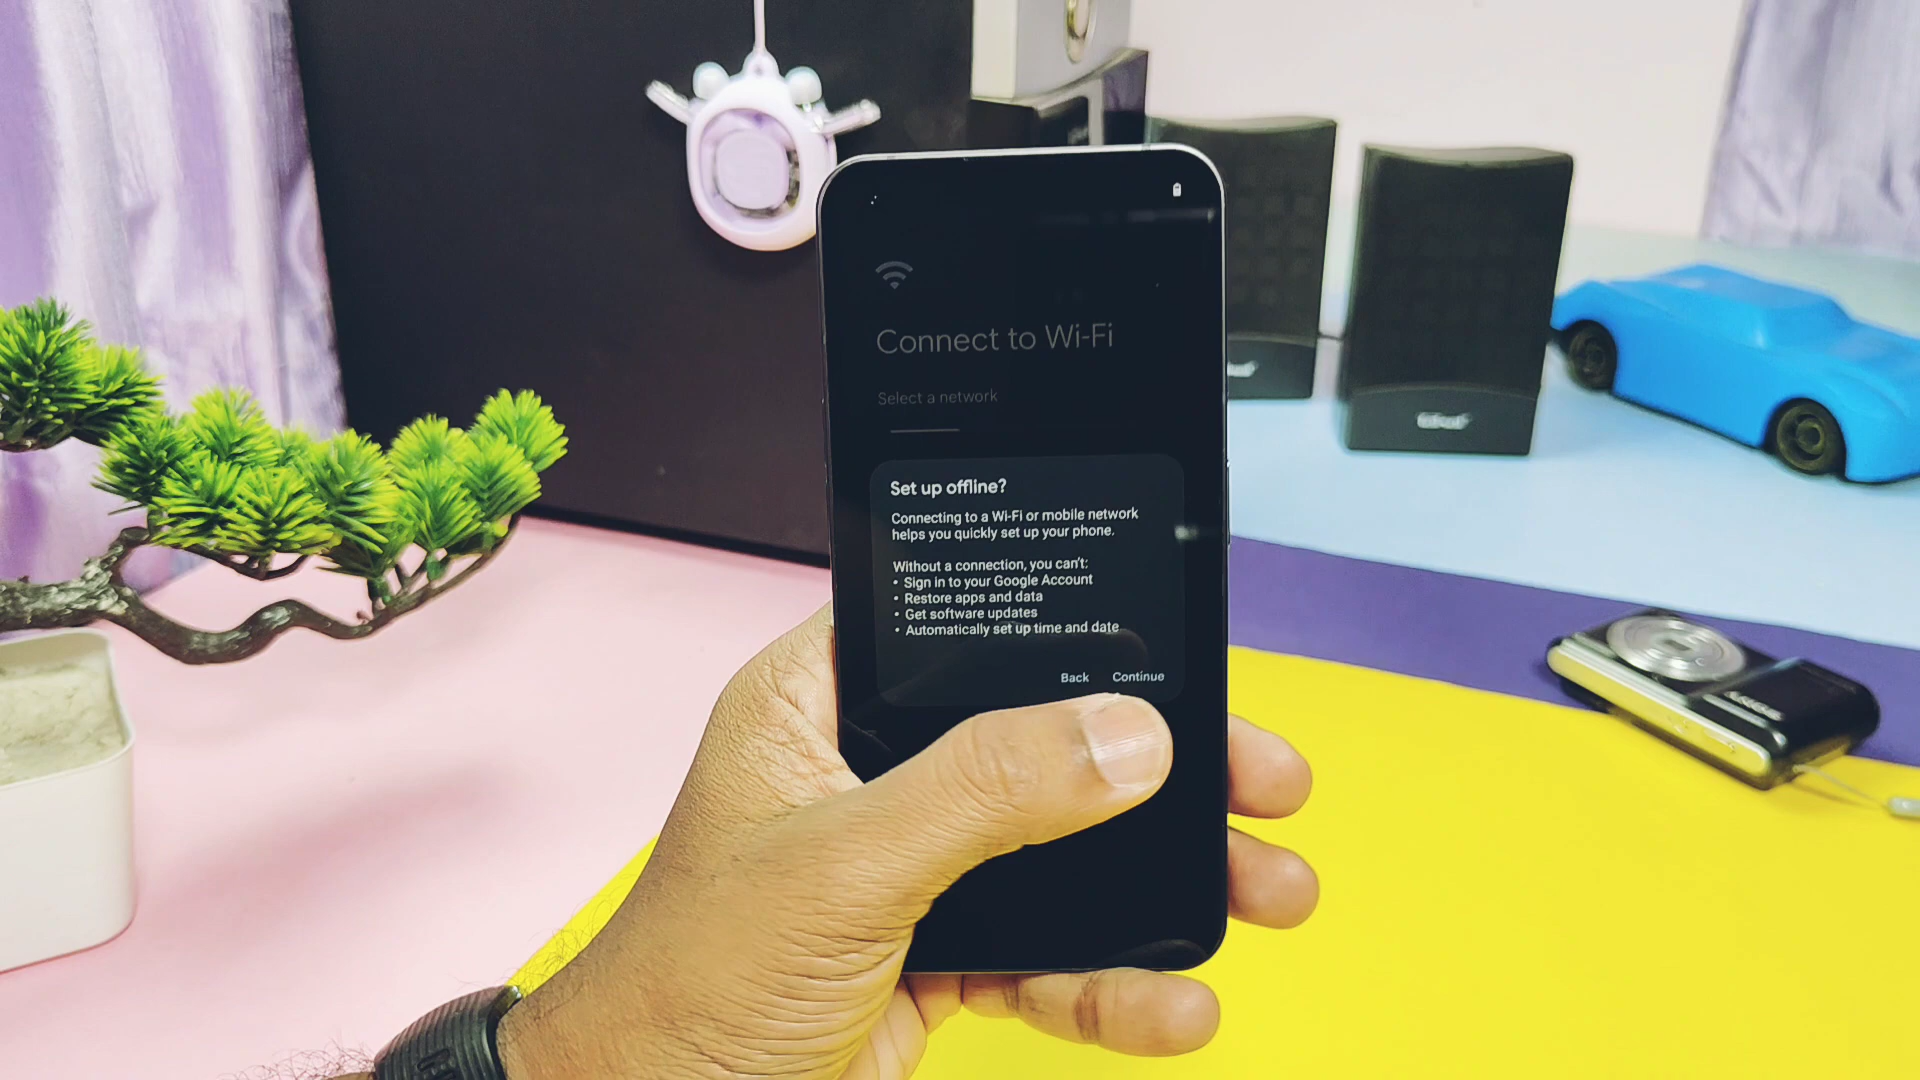 Connect to Wi-Fi
Select a network
Set up offline?
Connecting to a Wi-Fi or mobile network
helps you quickly set up your phone.
Without a connection, you can't:
• Sign in to your Google Account
• Restore apps and data
• Get software updates
• Automatically set up time and date
Back Continue